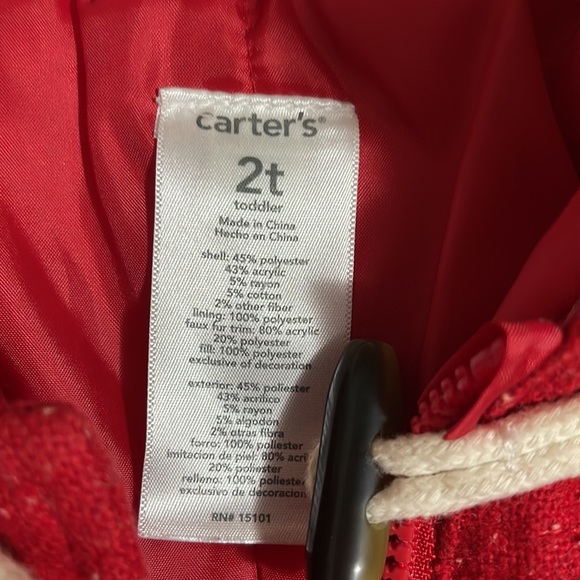 carter's®
2t
toddler
Made in China
Hecho en China
shell: 45% polyester
43% acrylic
5% rayon
5% cotton
2% other fiber
lining: 100% polyester
faux fur trim: 80% acrylic
20% polyester
fill: 100% polyester
exclusive of decoration
exterior: 45% poliester
43% acrilico
5% rayon
5% algodon
2% otras fibra
forro: 100% poliester
imitacion de piel: 80% acri
20% poliester
relleno: 100% poliester
exclusivo de decoracion
RN# 15101